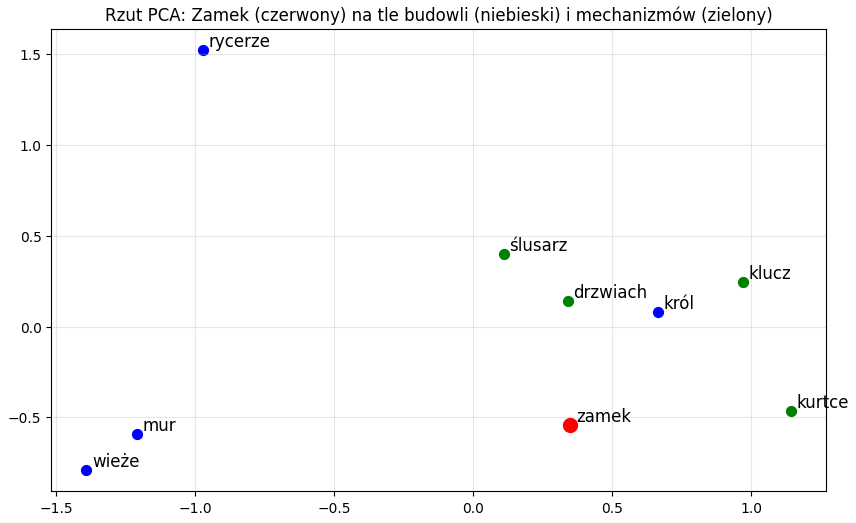 Rzut PCA: Zamek (czerwony) na tle budowli (niebieski) i mechanizmów (zielony)
rycerze
1.5
1.0
0.5
ślusarz
klucz
drzwiach
król
0.0
kurtce
zamek
−0.5
mur
wieże
−1.5
−1.0
−0.5
0.0
0.5
1.0